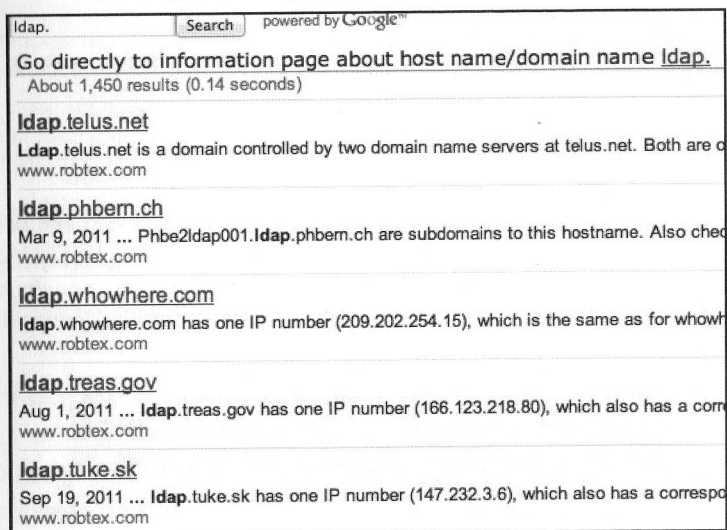 ldap. Search powered by Google™
Go directly to information page about host name/domain name ldap.
About 1,450 results (0.14 seconds)
ldap.telus.net
Ldap.telus.net is a domain controlled by two domain name servers at telus.net. Both are
www.robtex.com
ldap.phbern.ch
Mar 9, 2011 ... Phbe2ldap001.ldap.phbern.ch are subdomains to this hostname. Also
www.robtex.com
ldap.whowhere.com
ldap.whowhere.com has one IP number (209.202.254.15), which is the same as for
www.robtex.com
ldap.treas.gov
Aug 1, 2011 ... ldap.treas.gov has one IP number (166.123.218.80), which also has a
www.robtex.com
ldap.tuke.sk
Sep 19, 2011 ... ldap.tuke.sk has one IP number (147.232.3.6), which also has a
www.robtex.com